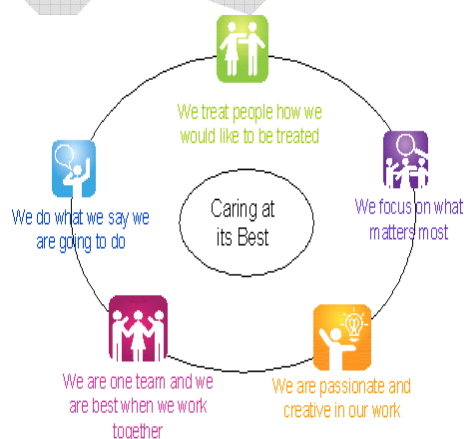 We treat people how we
would like to be treated
We focus on what
matters most
We are passionate and
creative in our work
We are one team and we
are best when we work
together
We do what we say we
are going to do
Caring at
its Best